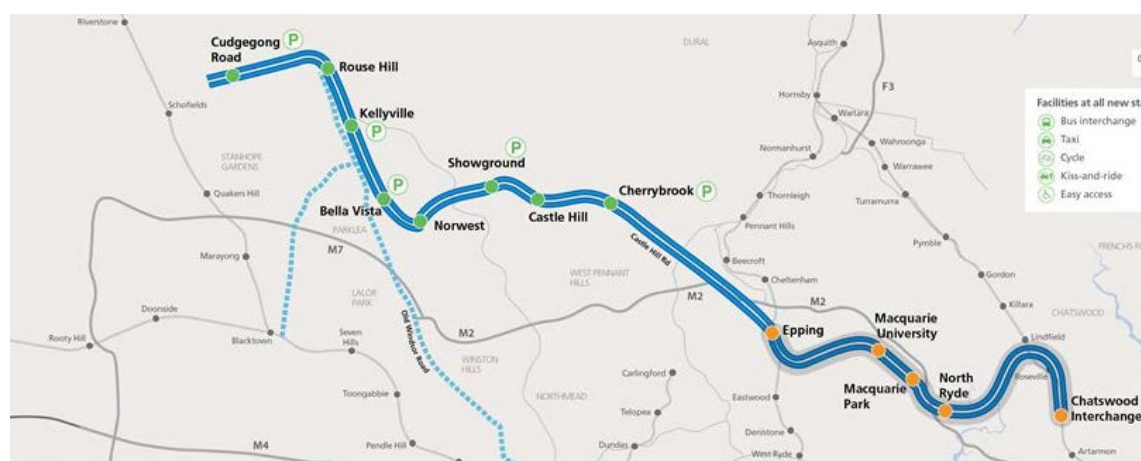 Riverstone
Cudgegong
Road
P
Rouse Hill
Schofields
Kellyville
P
STANHOPE
GARDENS
Quakers Hill
Showground
P
P
Bella Vista
PARKLEA
Norwest
Castle Hill
Cherrybrook
P
Castle Hill Rd
DURAL
Asquith
F3
Hornsby
Waitara
Wahroonga
Normanhurst
Warrawee
Thornleigh
Turramurra
Pennant Hills
Pymble
FRENCHS
Beecroft
Gordon
Cheltenham
Killara
CHATSWOOD
Lindfield
Facilities at all new sta
Bus interchange
Taxi
Cycle
Kiss-and-ride
Easy access
M7
Marayong
WEST PENNANT
HILLS
M2
M2
Doonside
LALOR
PARK
M2
Rooty Hill
Blacktown
Seven
Hills
Old Windsor Road
WINSTON
HILLS
Epping
Macquarie
University
Macquarie
Park
North
Ryde
Roseville
Chatswood
Interchange
Toongabbie
NORTHMEAD
Carlingford
Eastwood
Telopea
Denistone
M4
Pendle Hill
Dundas
West Ryde
Artarmon